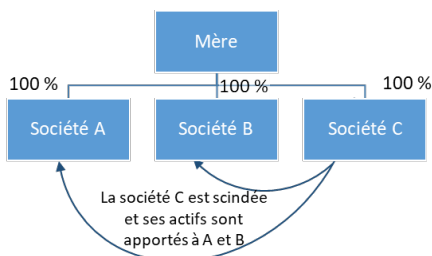 Mère
100 %
100 %
100 %
Société A
Société B
Société C
La société C est scindée
et ses actifs sont
apportés à A et B